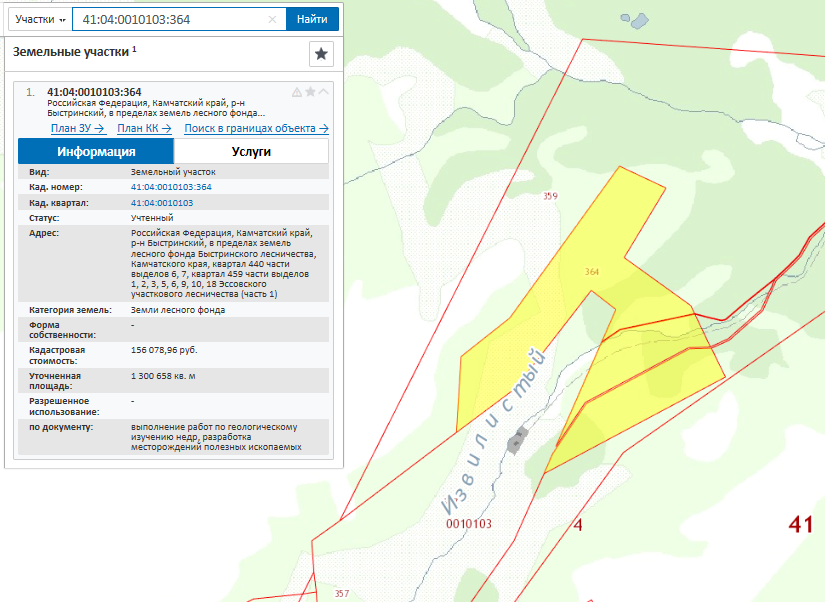 Участки
41:04:0010103:364
Найти
Земельные участки 1
1. 41:04:0010103:364
Российская Федерация, Камчатский край, р-н
Быстринский, в пределах земель лесного фонда...
План ЗУ → План КК → Поиск в границах объекта →
Информация Услуги
Вид: Земельный участок
Кад. номер: 41:04:0010103:364
Кад. квартал: 41:04:0010103
Статус: Учтенный
Адрес: Российская Федерация, Камчатский край,
р-н Быстринский, в пределах земель
лесного фонда Быстринского лесничества,
Камчатского края, квартал 440 части
выделов 6, 7, квартал 459 части выделов
1, 2, 3, 5, 6, 9, 10, 18 Эссовского
участкового лесничества (часть 1)
Категория земель: Земли лесного фонда
Форма
собственности: -
Кадастровая
стоимость: 156 078,96 руб.
Уточненная
площадь: 1 300 658 кв. м
Разрешенное
использование: -
по документу: выполнение работ по геологическому
изучению недр, разработка
месторождений полезных ископаемых
359
364
Извилистый
0010103
4
41
357